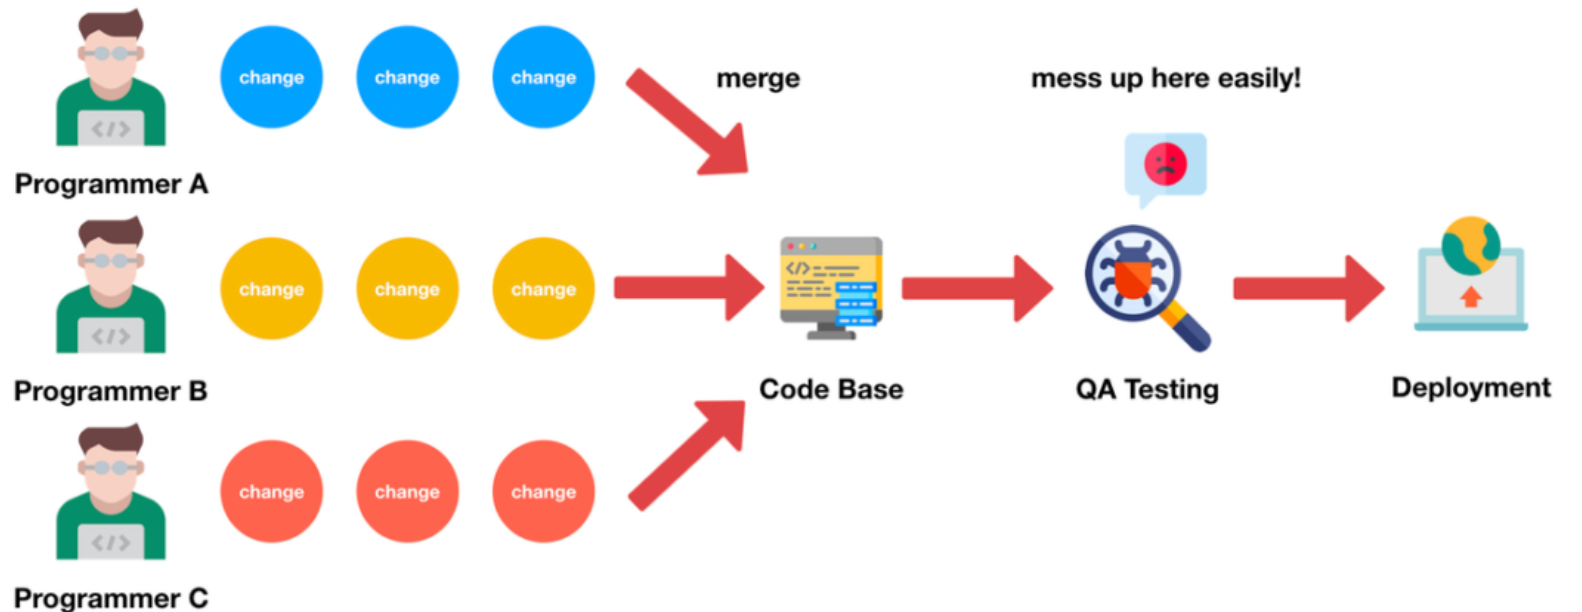 change change change
merge
mess up here easily!
</>
Programmer A
change change change
</>
</>
Programmer B
Code Base
QA Testing
Deployment
change change change
</>
Programmer C